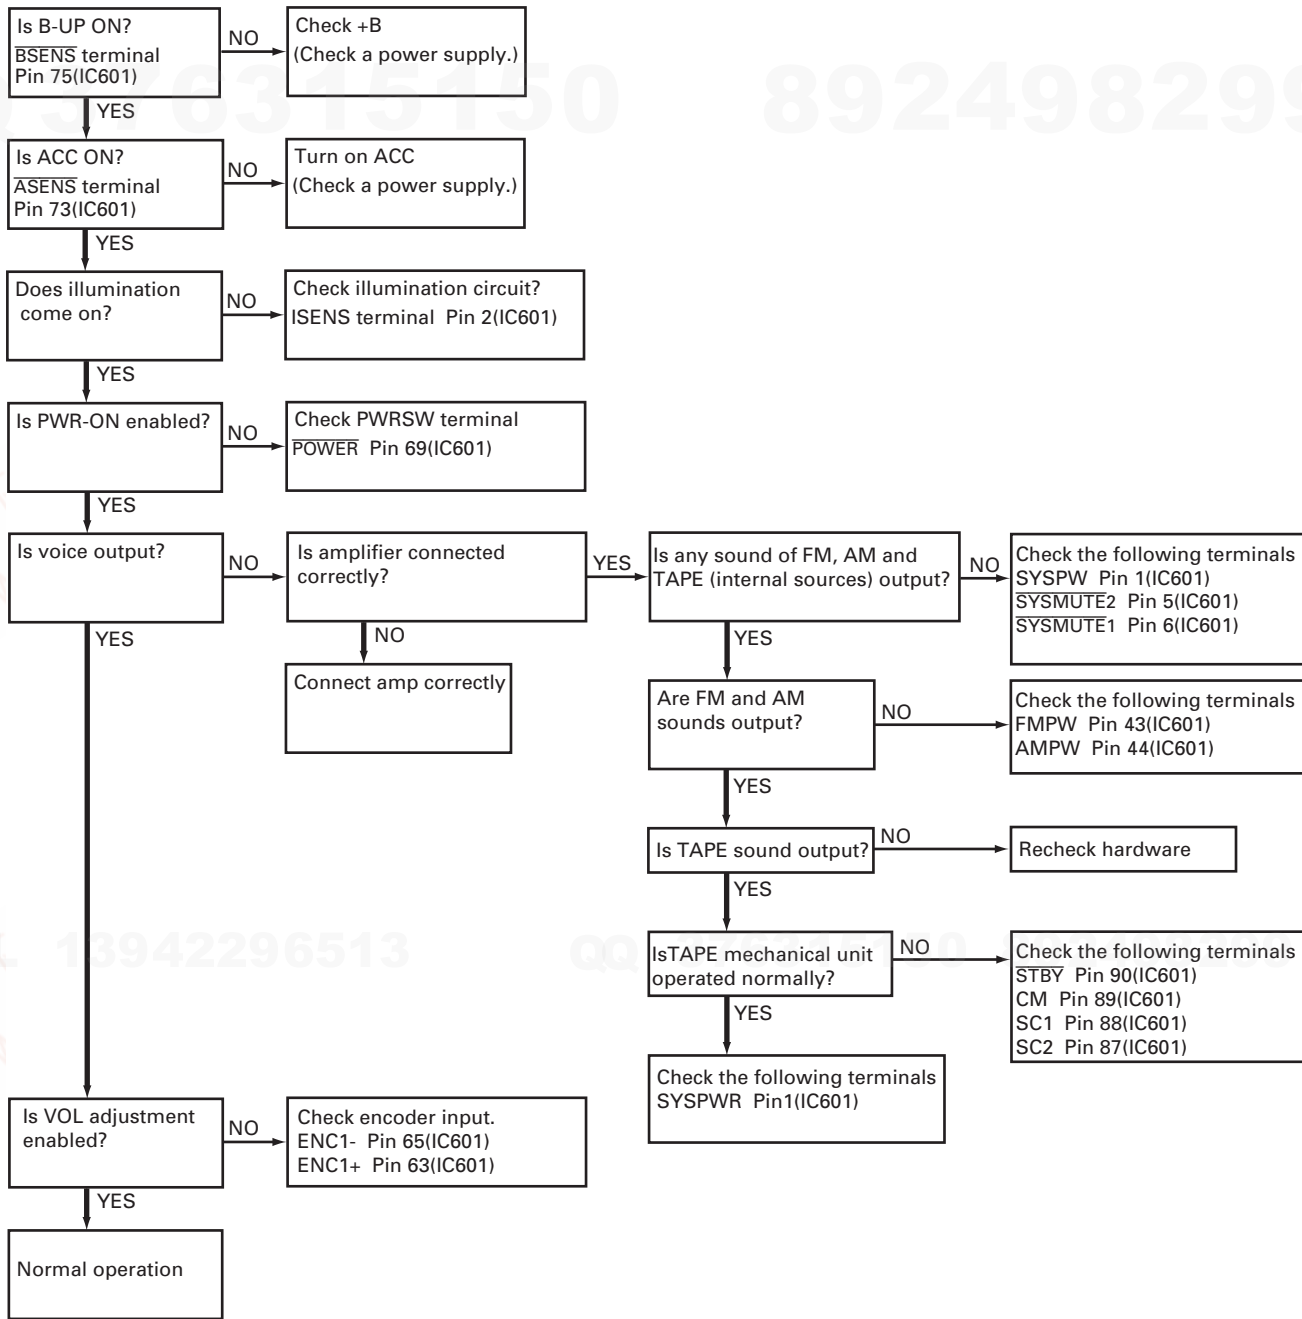 Is B-UP ON?
BSENS terminal
Pin 75(IC601)
NO
Check +B
(Check a power supply.)
YES
376315150
892498299
Is ACC ON?
ASENS terminal
Pin 73(IC601)
NO
Turn on ACC
(Check a power supply.)
YES
Does illumination
come on?
NO
Check illumination circuit?
ISENS terminal Pin 2(IC601)
YES
Is PWR-ON enabled?
NO
Check PWRSW terminal
POWER Pin 69(IC601)
YES
Is voice output?
NO
Is amplifier connected
correctly?
YES
Is any sound of FM, AM and
TAPE (internal sources) output?
NO
Check the following terminals
SYSPW Pin 1(IC601)
SYSMUTE2 Pin 5(IC601)
SYSMUTE1 Pin 6(IC601)
YES
NO
YES
Connect amp correctly
Are FM and AM
sounds output?
NO
Check the following terminals
FMPW Pin 43(IC601)
AMPW Pin 44(IC601)
YES
Is TAPE sound output?
NO
Recheck hardware
YES
13942296513
QQ 376315150 892498299
IsTAPE mechanical unit
operated normally?
NO
Check the following terminals
STBY Pin 90(IC601)
CM Pin 89(IC601)
SC1 Pin 88(IC601)
SC2 Pin 87(IC601)
YES
Check the following terminals
SYSPWR Pin1(IC601)
Is VOL adjustment
enabled?
NO
Check encoder input.
ENC1- Pin 65(IC601)
ENC1+ Pin 63(IC601)
YES
Normal operation